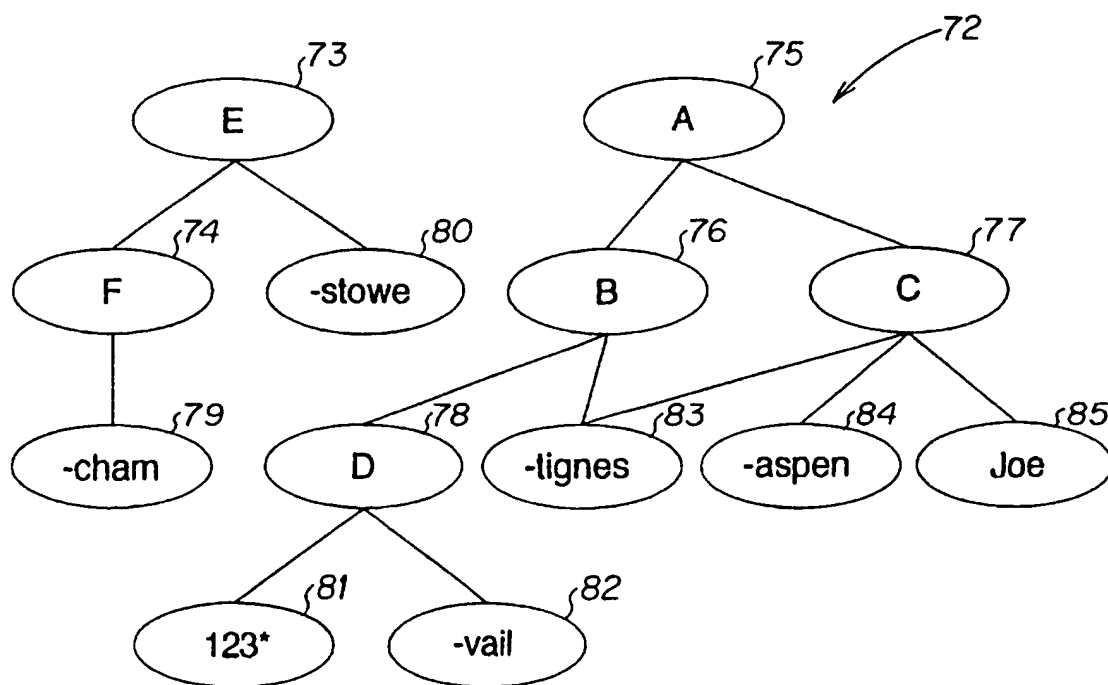 73 75 72
E A
74 80 76 77
F -stowe B C
79 78 83 84 85
-cham D -tignes -aspen Joe
81 82
123* -vail